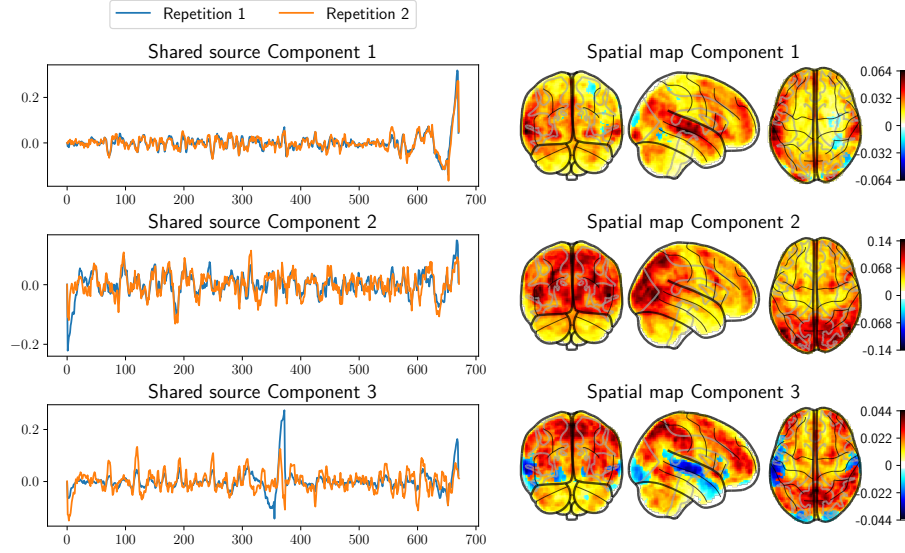 Repetition 1 Repetition 2
Shared source Component 1
0.2
0.0
0 100 200 300 400 500 600 700
Spatial map Component 1
0.064
0.032
0
-0.032
-0.064
Shared source Component 2
0.0
−0.2
0 100 200 300 400 500 600 700
Spatial map Component 2
0.14
0.068
0
-0.068
-0.14
Shared source Component 3
0.2
0.0
0 100 200 300 400 500 600 700
Spatial map Component 3
0.044
0.022
0
-0.022
-0.044